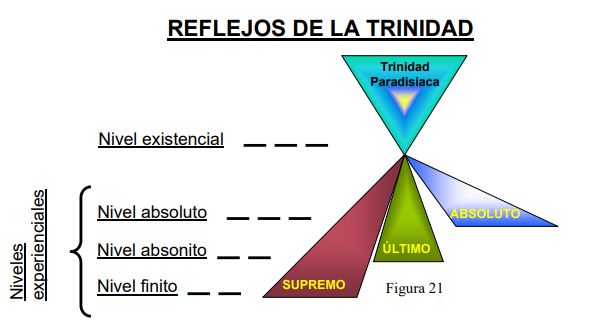 REFLEJOS DE LA TRINIDAD
Trinidad
Paradisiaca
Nivel existencial
Nivel absoluto
ABSOLUTO
Nivel absonito
ÚLTIMO
Nivel finito
SUPREMO
Figura 21
Niveles
experienciales